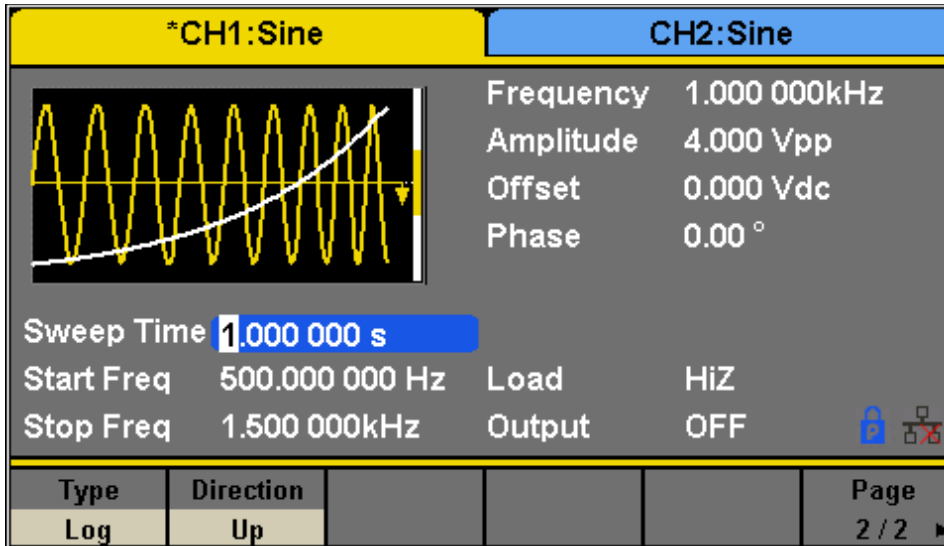 *CH1:Sine CH2:Sine
Frequency 1.000 000kHz
Amplitude 4.000 Vpp
Offset 0.000 Vdc
Phase 0.00 °
Sweep Time 1.000 000 s
Start Freq 500.000 000 Hz Load HiZ
Stop Freq 1.500 000kHz Output OFF
P
Type Direction Page
Log Up 2 / 2